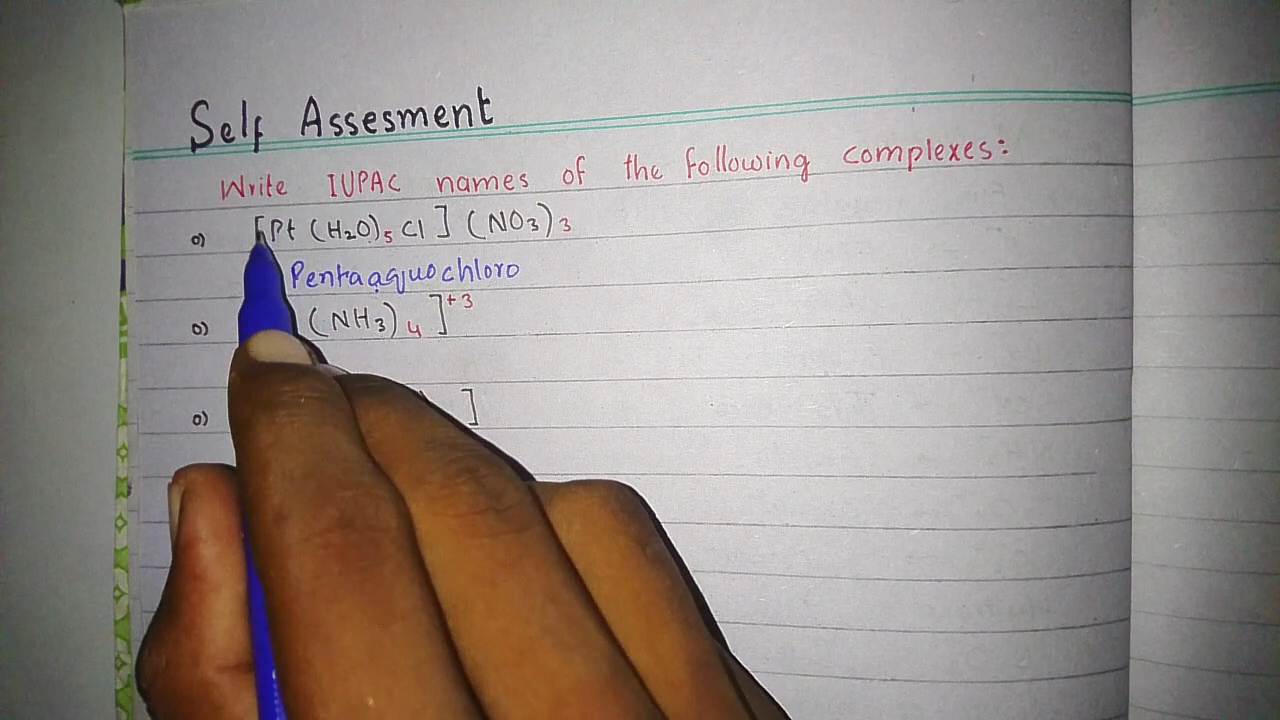 Self Assesment
Write IUPAC names of the following complexes:
o) [Pt (H₂O)₅ Cl ] (NO₃)₃
Pentaaquochloro
o) (NH₃)₄ ]⁺³
o) ]